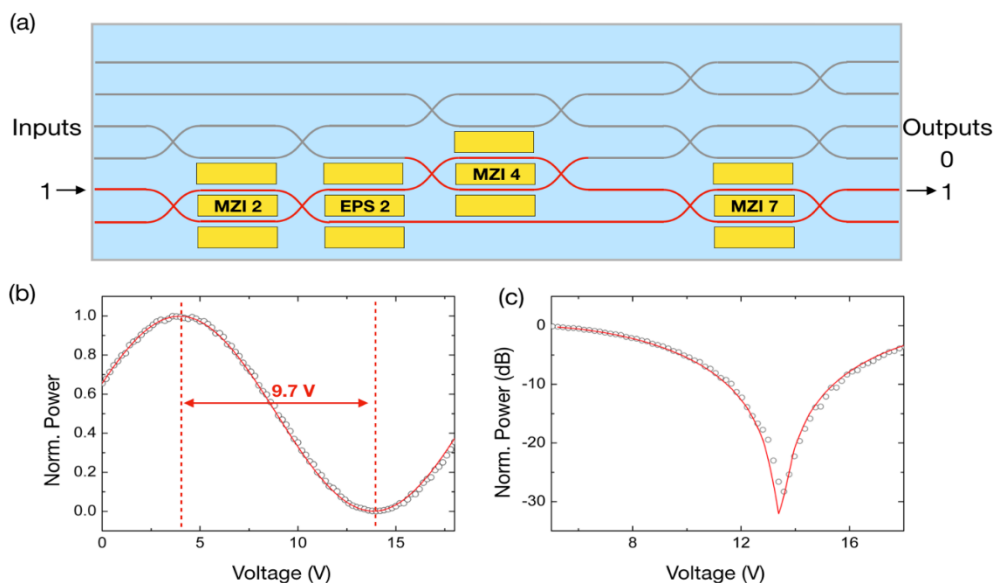 (a)
Inputs
Outputs
0
1
1
MZI 4
MZI 2
EPS 2
MZI 7
(b)
(c)
1.0
0.8
0.6
0.4
0.2
0.0
Norm. Power
9.7 V
0
5
10
15
Voltage (V)
0
-10
-20
-30
Norm. Power (dB)
8
12
16
Voltage (V)